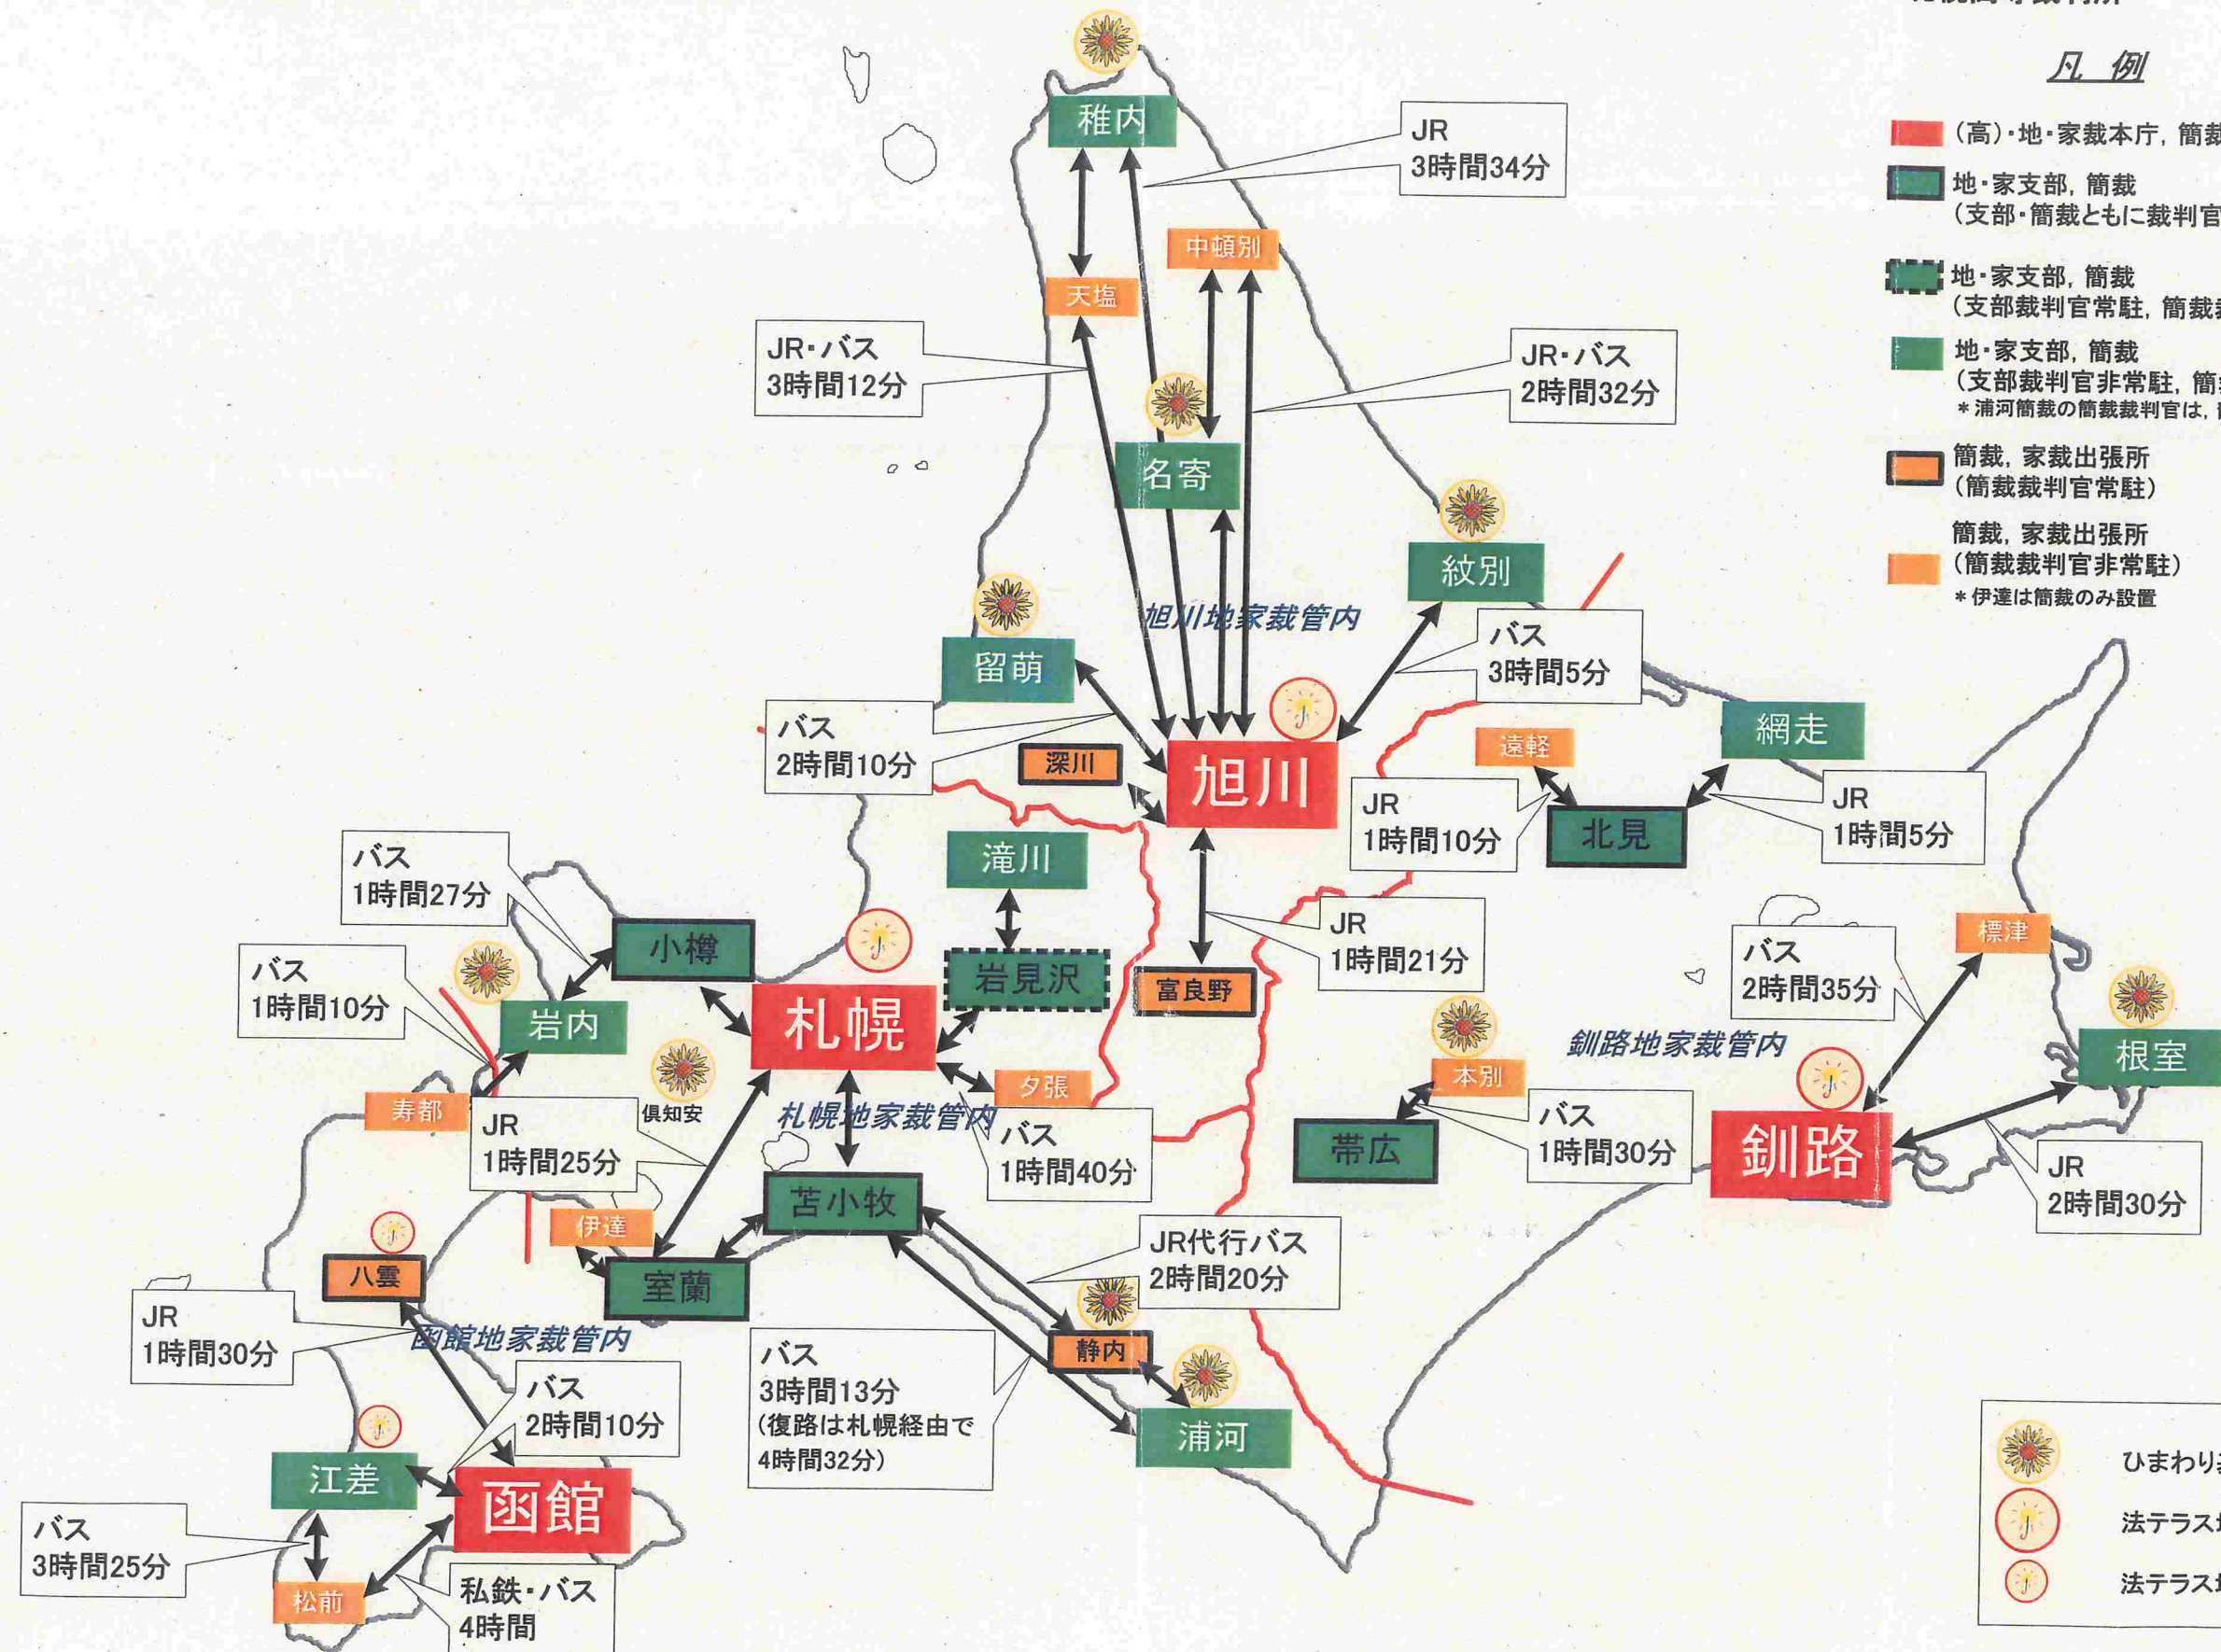 凡 例
(高)・地・家裁本庁, 簡裁
地・家支部, 簡裁
(支部・簡裁ともに裁判官
地・家支部, 簡裁
(支部裁判官常駐, 簡裁
地・家支部, 簡裁
(支部裁判官非常駐, 簡
*浦河簡裁の簡裁裁判官は,
簡裁, 家裁出張所
(簡裁裁判官常駐)
簡裁, 家裁出張所
(簡裁裁判官非常駐)
*伊達は簡裁のみ設置
稚内
JR
3時間34分
中頓別
天塩
JR・バス
3時間12分
JR・バス
2時間32分
名寄
紋別
旭川地家裁管内
バス
3時間5分
留萌
バス
2時間10分
深川
旭川
遠軽
網走
JR
1時間10分
北見
JR
1時間5分
滝川
バス
1時間27分
小樽
岩見沢
JR
1時間21分
富良野
標津
バス
2時間35分
バス
1時間10分
岩内
札幌
釧路地家裁管内
根室
夕張
本別
寿都
倶知安
JR
1時間25分
札幌地家裁管内
バス
1時間40分
帯広
バス
1時間30分
釧路
JR
2時間30分
苫小牧
伊達
JR代行バス
2時間20分
八雲
室蘭
JR
1時間30分
函館地家裁管内
静内
バス
3時間13分
(復路は札幌経由で
4時間32分)
バス
2時間10分
浦河
江差
函館
バス
3時間25分
松前
私鉄・バス
4時間
ひまわり
法テラス
法テラス